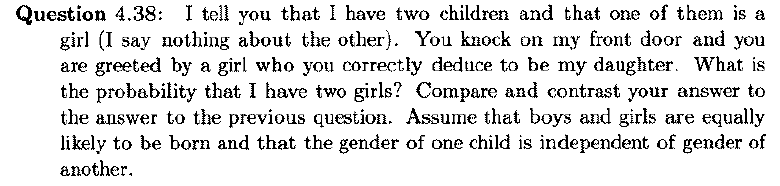 Question 4.38: I tell you that I have two children and that one of them is a
girl (I say nothing about the other). You knock on my front door and you
are greeted by a girl who you correctly deduce to be my daughter. What is
the probability that I have two girls? Compare and contrast your answer to
the answer to the previous question. Assume that boys and girls are equally
likely to be born and that the gender of one child is independent of gender of
another.